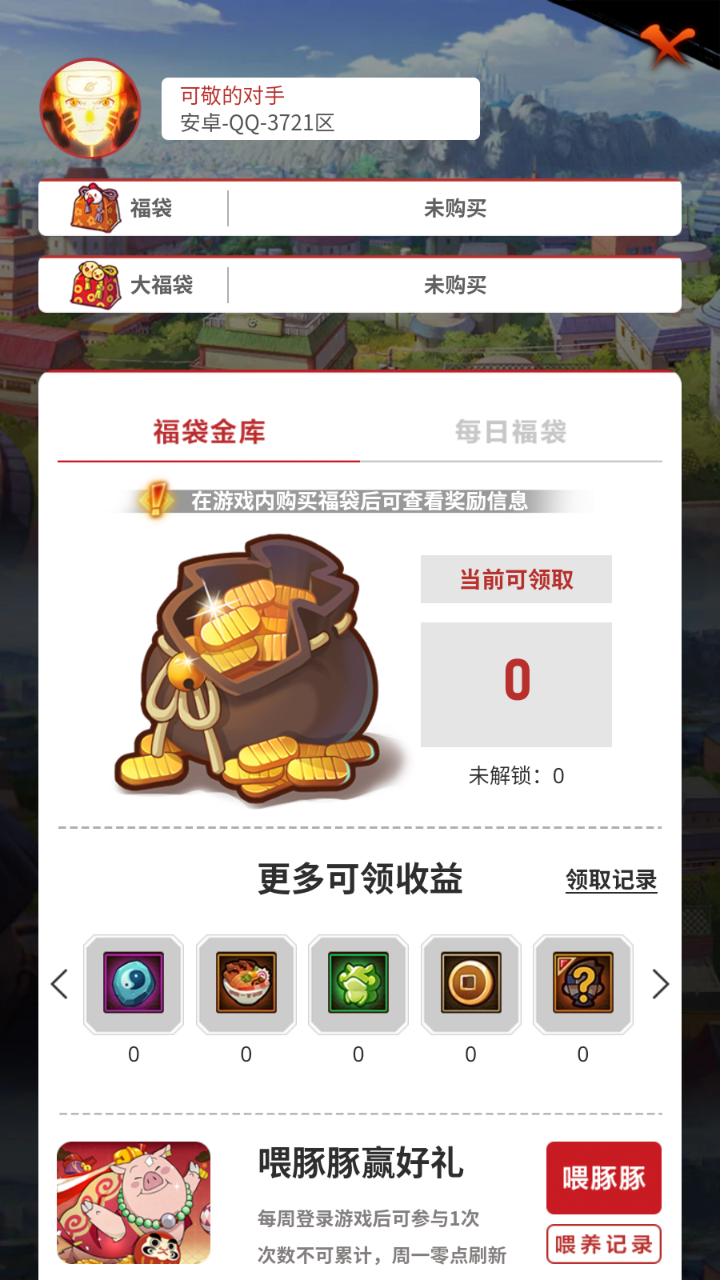 可敬的对手
安卓-QQ-3721区
福袋
未购买
大福袋
未购买
福袋金库
每日福袋
在游戏内购买福袋后可查看奖励信息
当前可领取
0
未解锁：0
更多可领收益
领取记录
0
0
0
0
0
喂豚豚赢好礼
喂豚豚
每周登录游戏后可参与1次
次数不可累计，周一零点刷新
喂养记录